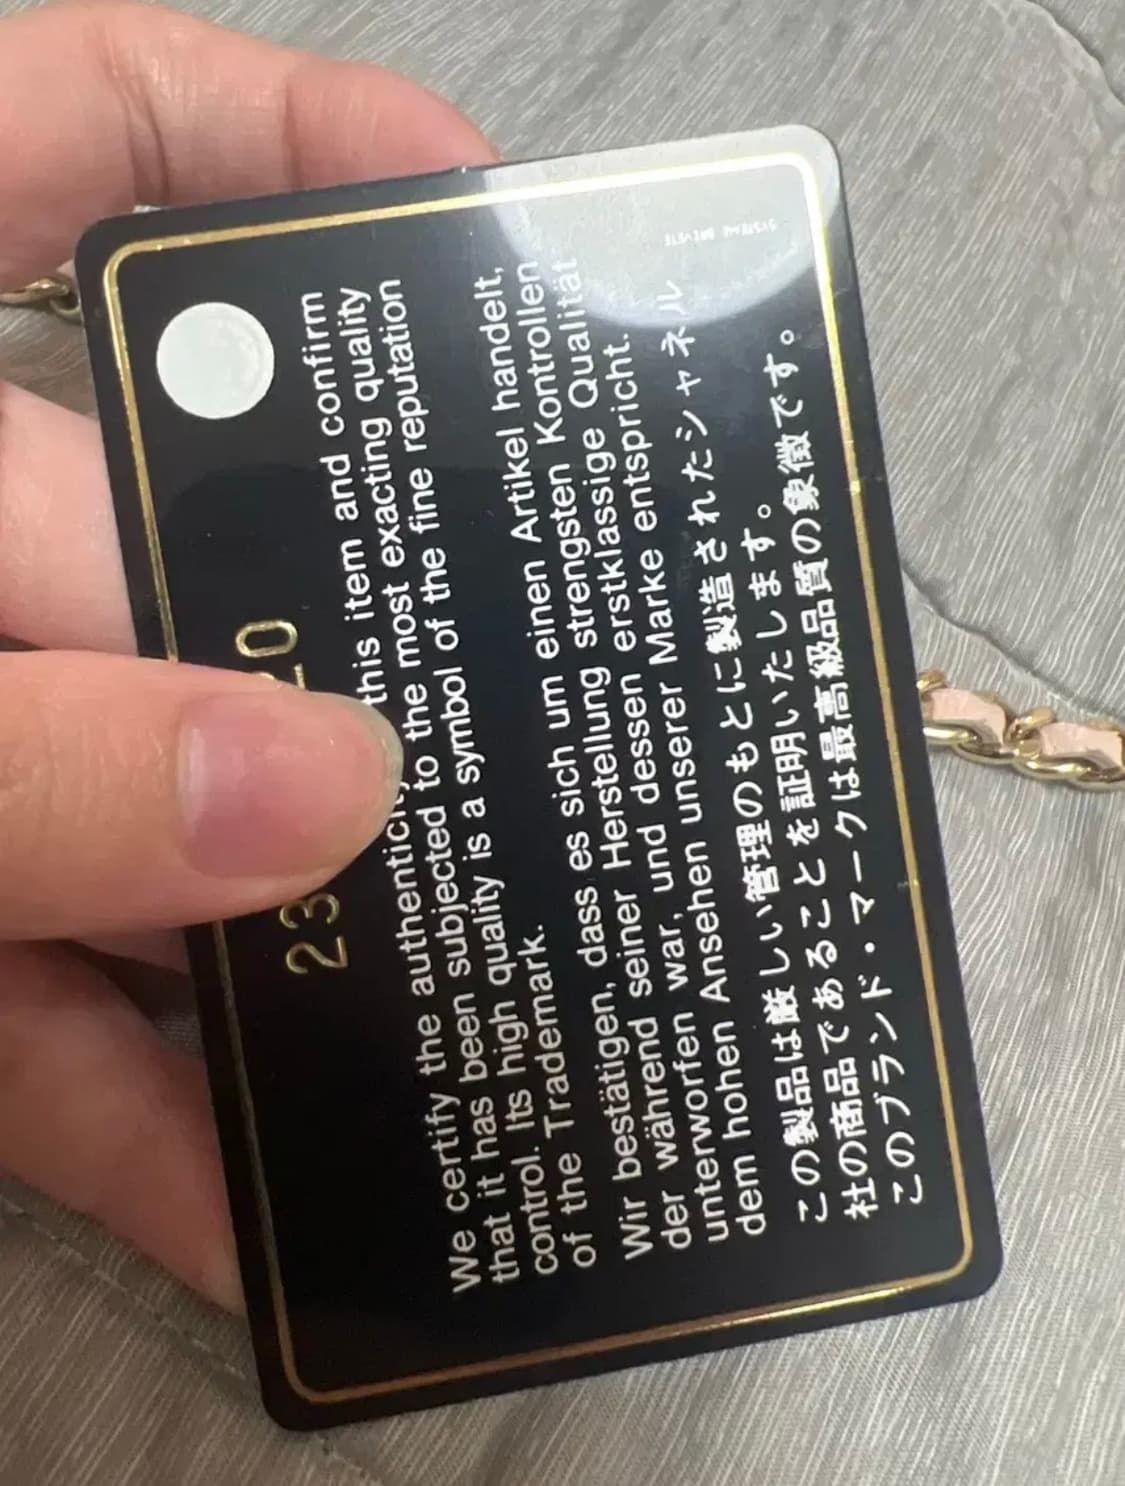 23 20
We certify the authenticity this item and confirm
that it has been subjected to the most exacting quality
control. Its high quality is a symbol of the fine reputation
of the Trademark.
Wir bestätigen, dass es sich um einen Artikel handelt,
der während seiner Herstellung strengsten Kontrollen
unterworfen war, und dessen erstklassige Qualität
dem hohen Ansehen unserer Marke entspricht.
この製品は厳しい管理のもとに製造されたシャネル
社の商品であることを証明いたします。
このブランド・マークは最高級品質の象徴です。
SYSTEME BREVETE